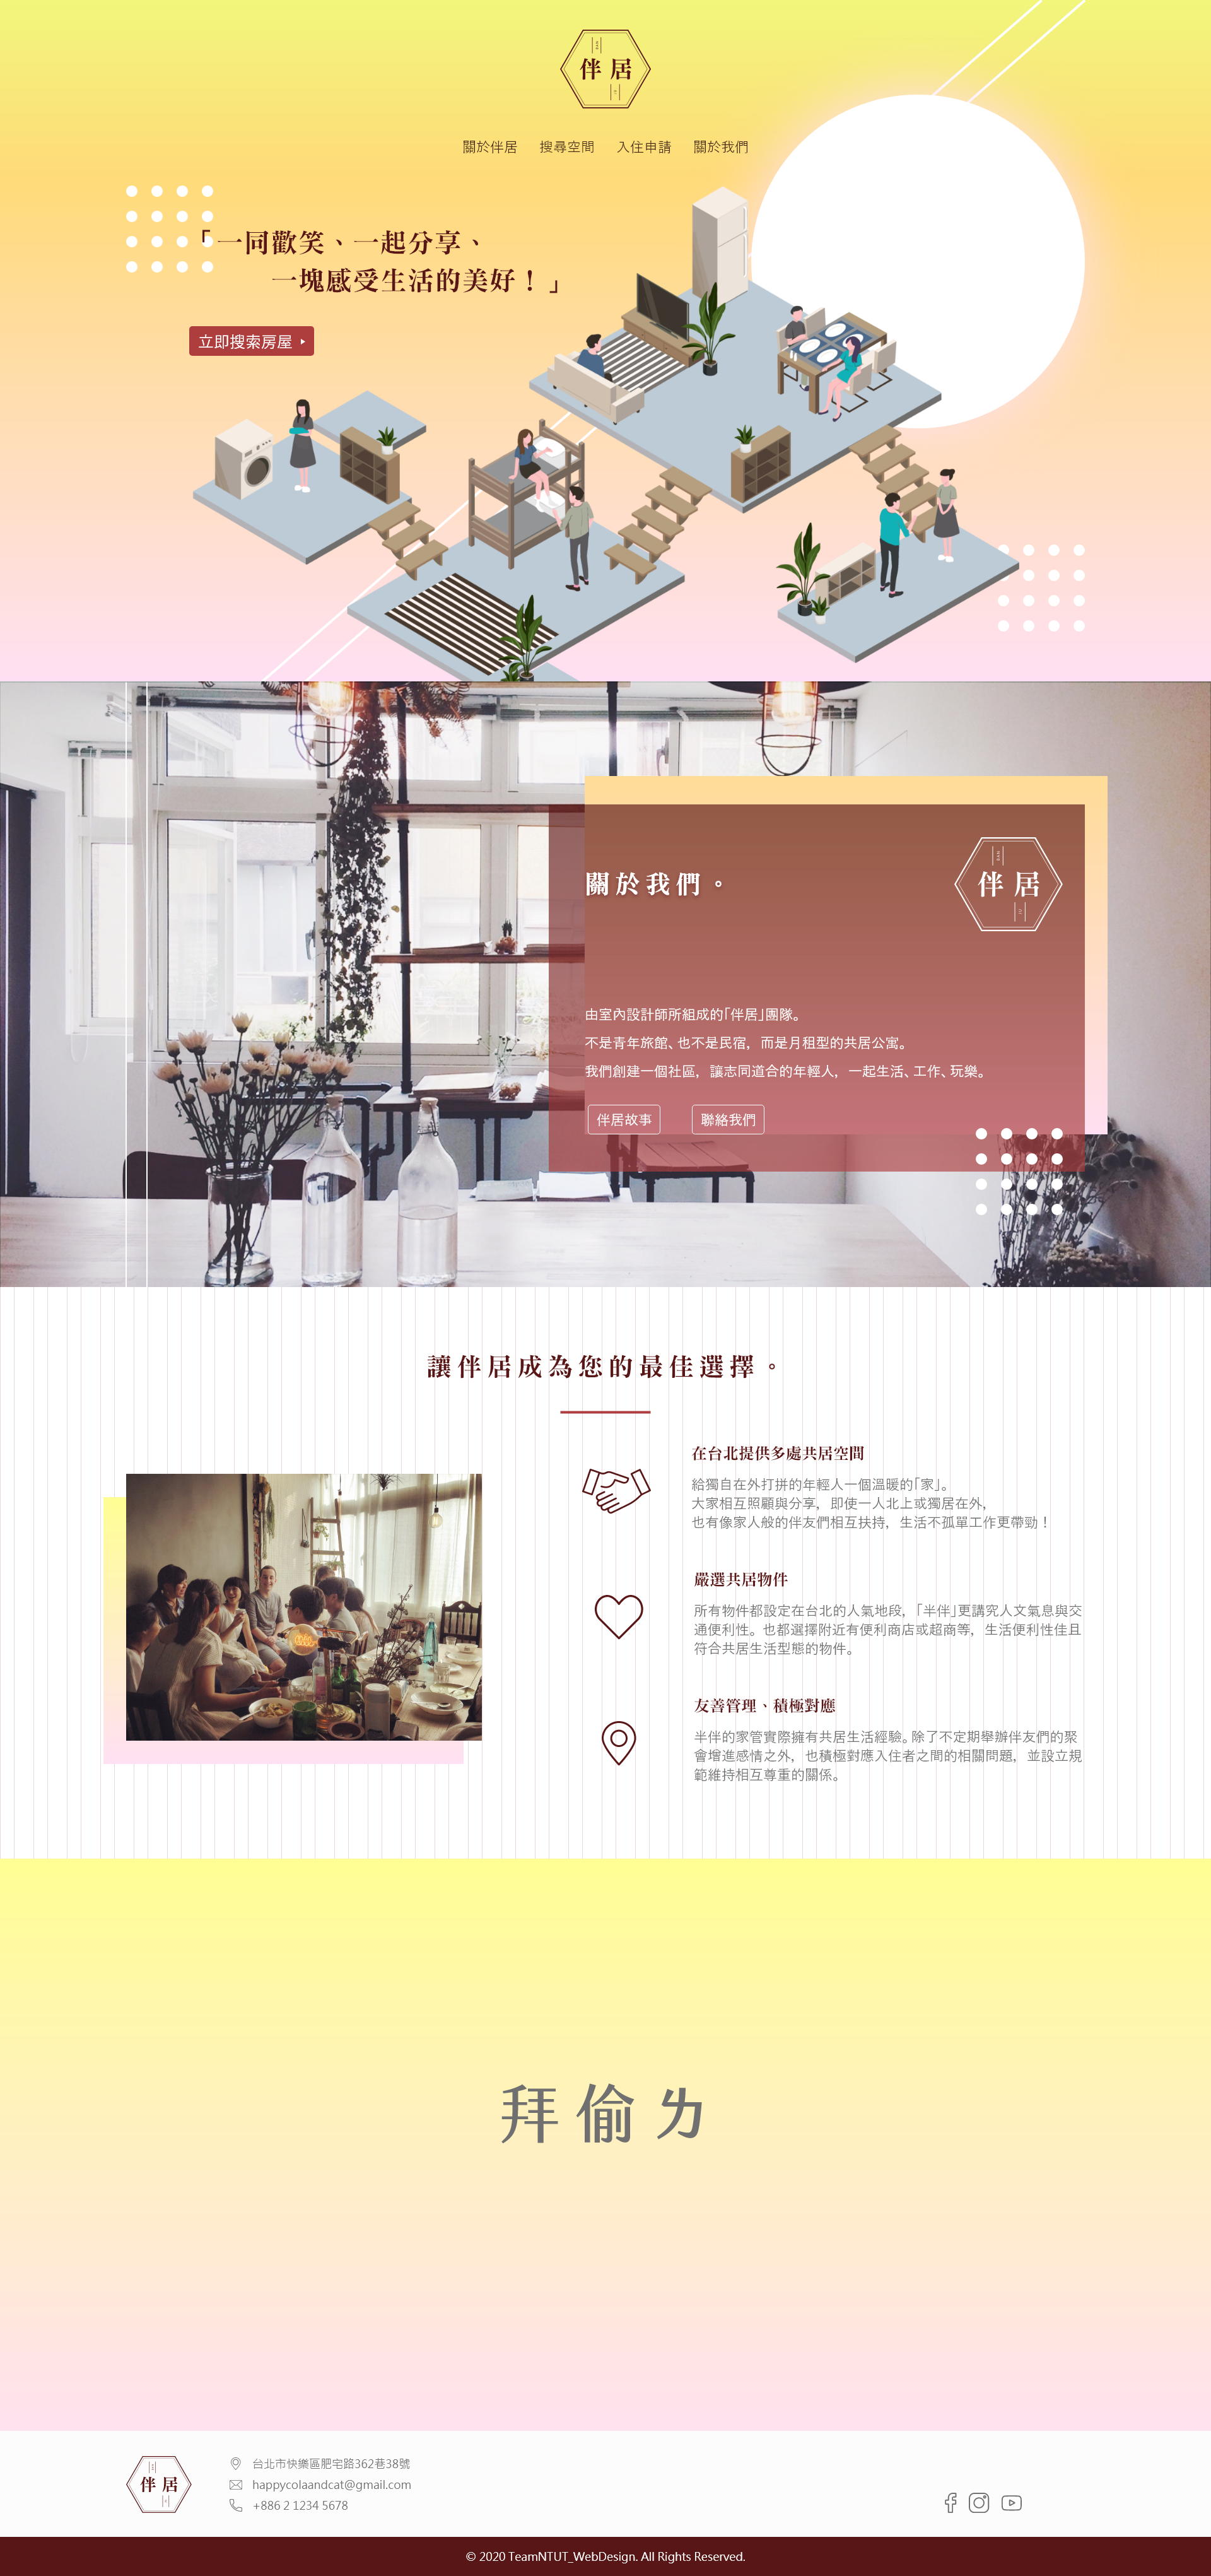 伴居
關於伴居 搜尋空間 入住申請 關於我們
「一同歡笑、一起分享、
一塊感受生活的美好！」
立即搜索房屋
關於我們。
伴居
由室內設計師所組成的「伴居」團隊。
不是青年旅館、也不是民宿，而是月租型的共居公寓。
我們創建一個社區，讓志同道合的年輕人，一起生活、工作、玩樂。
伴居故事 聯絡我們
讓伴居成為您的最佳選擇。
在台北提供多處共居空間
給獨自在外打拼的年輕人一個溫暖的「家」。
大家相互照顧與分享，即使一人北上或獨居在外，
也有像家人般的伴友們相互扶持，生活不孤單工作更帶勁！
嚴選共居物件
所有物件都設定在台北的人氣地段，「半伴」更講究人文氣息與交
通便利性。也都選擇附近有便利商店或超商等，生活便利性佳且
符合共居生活型態的物件。
友善管理、積極對應
半伴的家管實際擁有共居生活經驗。除了不定期舉辦伴友們的聚
會增進感情之外，也積極對應入住者之間的相關問題，並設立規
範維持相互尊重的關係。
拜偷ㄌ
伴居
台北市快樂區肥宅路362巷38號
happycolaandcat@gmail.com
+886 2 1234 5678
© 2020 TeamNTUT_WebDesign. All Rights Reserved.